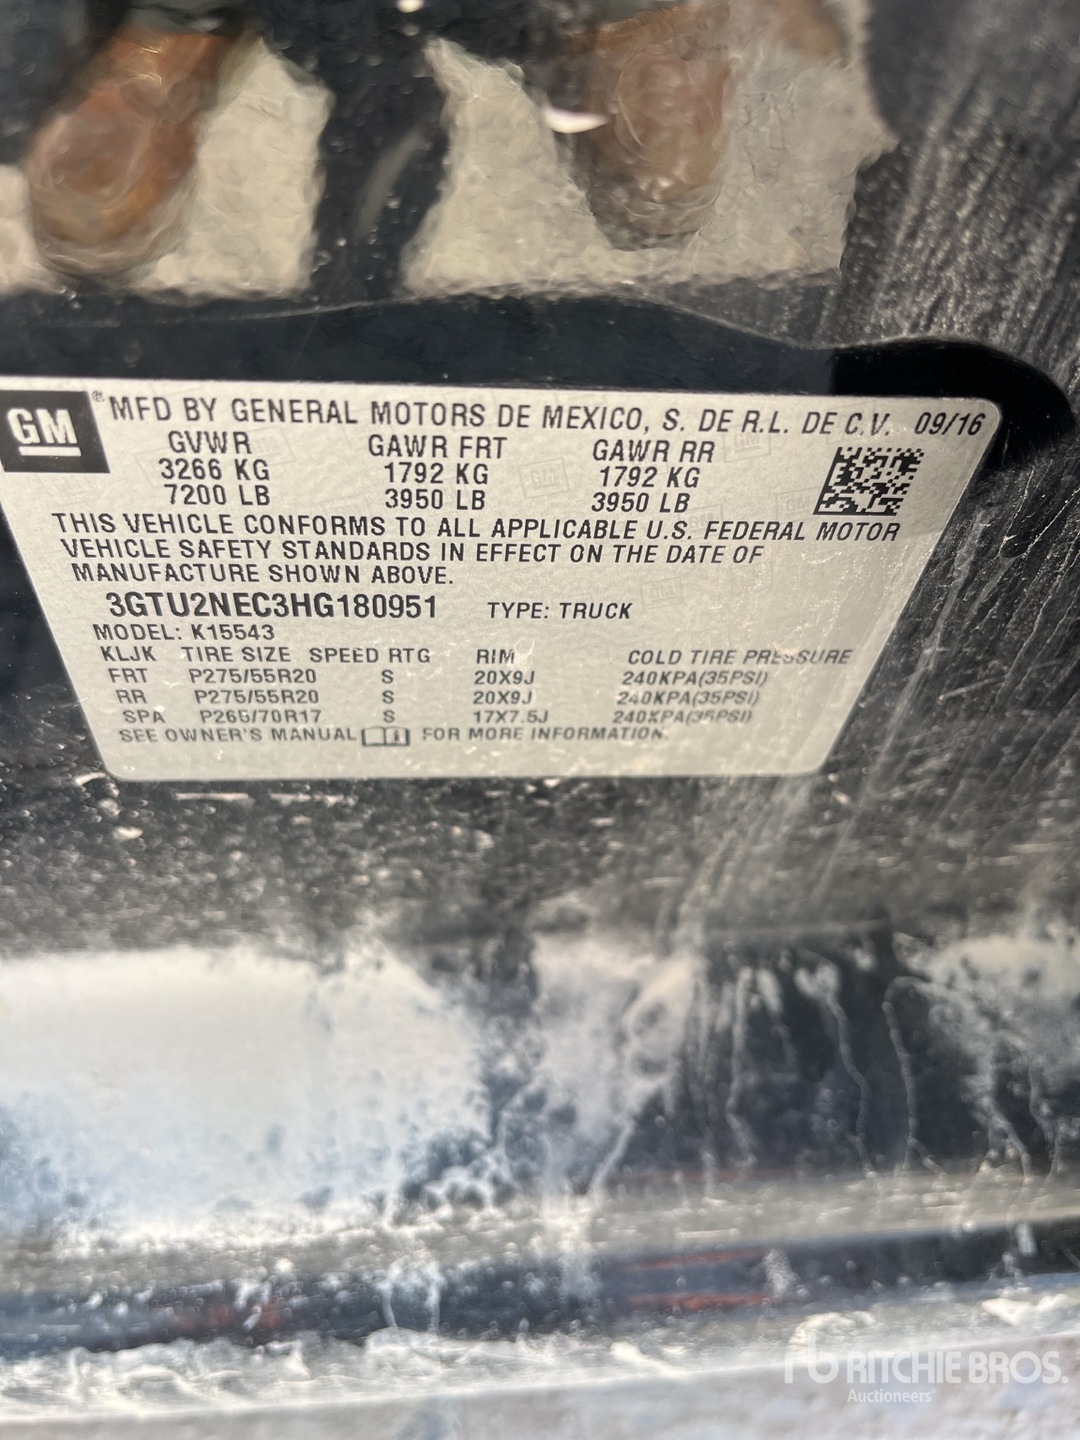 GM ® MFD BY GENERAL MOTORS DE MEXICO, S. DE R.L. DE C.V. 09/16
GVWR GAWR FRT GAWR RR
3266 KG 1792 KG 1792 KG
7200 LB 3950 LB 3950 LB
THIS VEHICLE CONFORMS TO ALL APPLICABLE U.S. FEDERAL MOTOR
VEHICLE SAFETY STANDARDS IN EFFECT ON THE DATE OF
MANUFACTURE SHOWN ABOVE.
3GTU2NEC3HG180951 TYPE: TRUCK
MODEL: K15543
KLJK TIRE SIZE SPEED RTG RIM COLD TIRE PRESSURE
FRT P275/55R20 S 20X9J 240KPA(35PSI)
RR P275/55R20 S 20X9J 240KPA(35PSI)
SPA P265/70R17 S 17X7.5J 240KPA(35PSI)
SEE OWNER'S MANUAL FOR MORE INFORMATION.
rb RITCHIE BROS.
Auctioneers